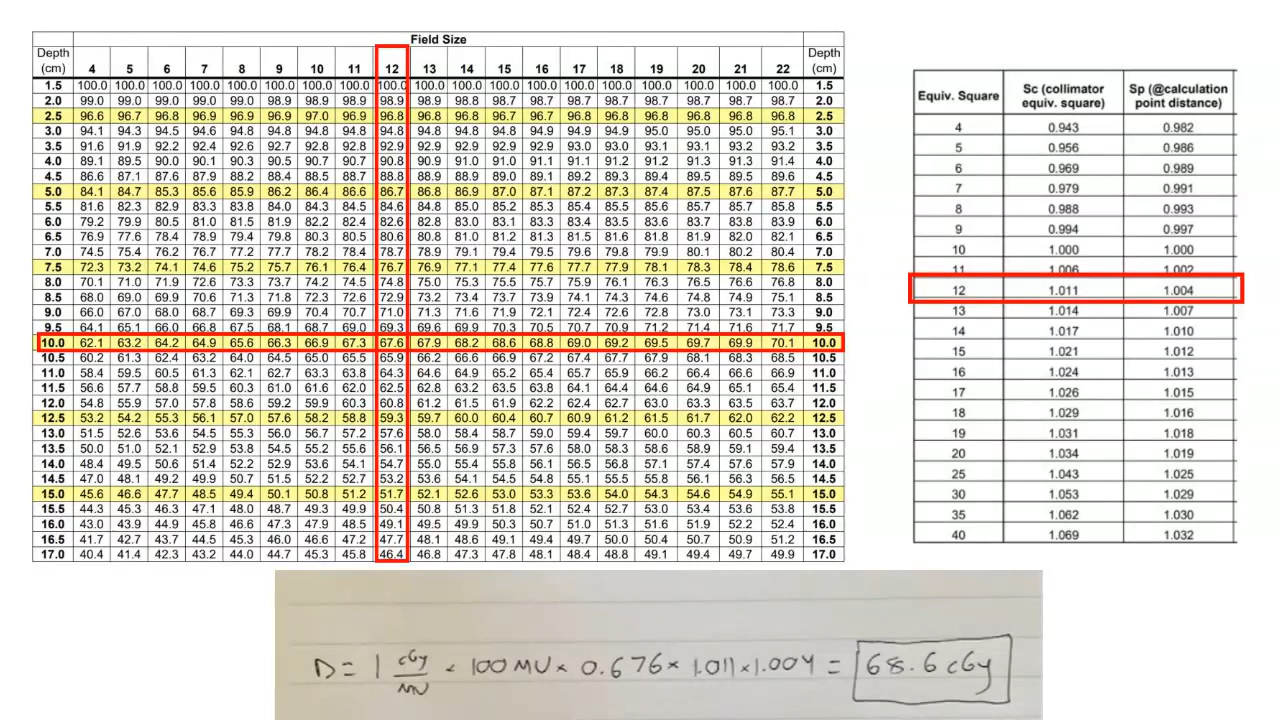 Field Size
Depth (cm) 4 5 6 7 8 9 10 11 12 13 14 15 16 17 18 19 20 21 22 Depth (cm)
1.5 100.0 100.0 100.0 100.0 100.0 100.0 100.0 100.0 100.0 100.0 100.0 100.0 100.0 100.0 100.0 100.0 100.0 100.0 100.0 1.5
2.0 99.0 99.0 99.0 99.0 99.0 98.9 98.9 98.9 98.9 98.9 98.8 98.7 98.7 98.7 98.7 98.7 98.7 98.7 98.7 2.0
2.5 96.6 96.7 96.8 96.9 96.9 96.9 97.0 96.9 96.8 96.8 96.8 96.7 96.7 96.8 96.8 96.8 96.8 96.8 96.8 2.5
3.0 94.1 94.3 94.5 94.6 94.8 94.8 94.8 94.8 94.8 94.8 94.8 94.8 94.9 94.9 94.9 95.0 95.0 95.0 95.1 3.0
3.5 91.6 91.9 92.2 92.4 92.6 92.7 92.8 92.8 92.9 92.9 92.9 92.9 92.9 93.0 93.0 93.1 93.1 93.2 93.2 3.5
4.0 89.1 89.5 90.0 90.1 90.3 90.5 90.7 90.7 90.8 90.9 91.0 91.0 91.1 91.1 91.2 91.2 91.3 91.3 91.4 4.0
4.5 86.6 87.1 87.6 87.9 88.2 88.4 88.5 88.7 88.8 88.9 88.9 89.0 89.1 89.2 89.3 89.4 89.5 89.5 89.6 4.5
5.0 84.1 84.7 85.3 85.6 85.9 86.2 86.4 86.6 86.7 86.8 86.9 87.0 87.1 87.2 87.3 87.4 87.5 87.6 87.7 5.0
5.5 81.6 82.3 82.9 83.3 83.8 84.0 84.3 84.5 84.6 84.8 85.0 85.2 85.3 85.4 85.5 85.6 85.7 85.7 85.8 5.5
6.0 79.2 79.9 80.5 81.0 81.5 81.9 82.2 82.4 82.6 82.8 83.0 83.1 83.3 83.4 83.5 83.6 83.7 83.8 83.9 6.0
6.5 76.9 77.6 78.4 78.9 79.4 79.8 80.3 80.5 80.6 80.8 81.0 81.2 81.3 81.5 81.6 81.8 81.9 82.0 82.1 6.5
7.0 74.5 75.4 76.2 76.7 77.2 77.7 78.2 78.4 78.7 78.9 79.1 79.4 79.5 79.6 79.8 79.9 80.1 80.2 80.4 7.0
7.5 72.3 73.2 74.1 74.6 75.2 75.7 76.1 76.4 76.7 76.9 77.1 77.4 77.6 77.7 77.9 78.1 78.3 78.4 78.6 7.5
8.0 70.1 71.0 71.9 72.6 73.3 73.7 74.2 74.5 74.8 75.0 75.3 75.5 75.7 75.9 76.1 76.3 76.5 76.6 76.8 8.0
8.5 68.0 69.0 69.9 70.6 71.3 71.8 72.3 72.6 72.9 73.2 73.4 73.7 73.9 74.1 74.3 74.6 74.8 74.9 75.1 8.5
9.0 66.0 67.0 68.0 68.7 69.3 69.9 70.4 70.7 71.0 71.3 71.6 71.9 72.1 72.4 72.6 72.8 73.0 73.1 73.3 9.0
9.5 64.1 65.1 66.0 66.8 67.5 68.1 68.7 69.0 69.3 69.6 69.9 70.3 70.5 70.7 70.9 71.2 71.4 71.6 71.7 9.5
10.0 62.1 63.2 64.2 64.9 65.6 66.3 66.9 67.3 67.6 67.9 68.2 68.6 68.8 69.0 69.2 69.5 69.7 69.9 70.1 10.0
10.5 60.2 61.3 62.4 63.2 64.0 64.5 65.0 65.5 65.9 66.2 66.6 66.9 67.2 67.4 67.7 67.9 68.1 68.3 68.5 10.5
11.0 58.4 59.5 60.5 61.3 62.1 62.7 63.3 63.8 64.3 64.6 64.9 65.2 65.4 65.7 65.9 66.2 66.4 66.6 66.9 11.0
11.5 56.6 57.7 58.8 59.5 60.3 61.0 61.6 62.0 62.5 62.8 63.2 63.5 63.8 64.1 64.4 64.6 64.9 65.1 65.4 11.5
12.0 54.8 55.9 57.0 57.8 58.6 59.2 59.9 60.3 60.8 61.2 61.5 61.9 62.2 62.4 62.7 63.0 63.3 63.5 63.7 12.0
12.5 53.2 54.2 55.3 56.1 57.0 57.6 58.2 58.8 59.3 59.7 60.0 60.4 60.7 60.9 61.2 61.5 61.7 62.0 62.2 12.5
13.0 51.5 52.6 53.6 54.5 55.3 56.0 56.7 57.2 57.6 58.0 58.4 58.7 59.0 59.4 59.7 60.0 60.3 60.5 60.7 13.0
13.5 50.0 51.0 52.1 52.9 53.8 54.5 55.2 55.6 56.1 56.5 56.9 57.3 57.6 58.0 58.3 58.6 58.9 59.1 59.4 13.5
14.0 48.4 49.5 50.6 51.4 52.2 52.9 53.6 54.1 54.7 55.0 55.4 55.8 56.1 56.5 56.8 57.1 57.4 57.6 57.9 14.0
14.5 47.0 48.1 49.2 49.9 50.7 51.5 52.2 52.7 53.2 53.6 54.1 54.5 54.8 55.1 55.5 55.8 56.1 56.3 56.5 14.5
15.0 45.6 46.6 47.7 48.5 49.4 50.1 50.8 51.2 51.7 52.1 52.6 53.0 53.3 53.6 54.0 54.3 54.6 54.9 55.1 15.0
15.5 44.3 45.3 46.3 47.1 48.0 48.7 49.3 49.9 50.4 50.8 51.3 51.8 52.1 52.4 52.7 53.0 53.4 53.6 53.8 15.5
16.0 43.0 43.9 44.9 45.8 46.6 47.3 47.9 48.5 49.1 49.5 49.9 50.3 50.7 51.0 51.3 51.6 51.9 52.2 52.4 16.0
16.5 41.7 42.7 43.7 44.5 45.3 46.0 46.6 47.2 47.7 48.1 48.6 49.1 49.4 49.7 50.0 50.4 50.7 50.9 51.2 16.5
17.0 40.4 41.4 42.3 43.2 44.0 44.7 45.3 45.8 46.4 46.8 47.3 47.8 48.1 48.4 48.8 49.1 49.4 49.7 49.9 17.0
Equiv. Square Sc (collimator equiv. square) Sp (@calculation point distance)
4 0.943 0.982
5 0.956 0.986
6 0.969 0.989
7 0.979 0.991
8 0.988 0.993
9 0.994 0.997
10 1.000 1.000
11 1.006 1.002
12 1.011 1.004
13 1.014 1.007
14 1.017 1.010
15 1.021 1.012
16 1.024 1.013
17 1.026 1.015
18 1.029 1.016
19 1.031 1.018
20 1.034 1.019
25 1.043 1.025
30 1.053 1.029
35 1.062 1.030
40 1.069 1.032
D = 1 cGy/MU × 100 MU × 0.676 × 1.011 × 1.004 = 68.6 cGy